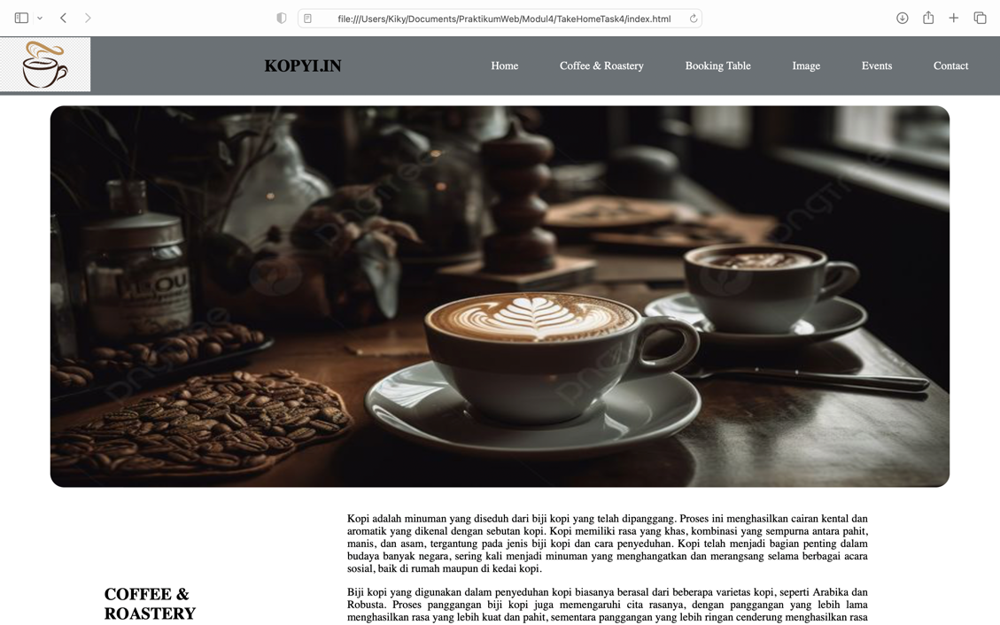 file:///Users/Kiky/Documents/PraktikumWeb/Modul4/TakeHomeTask4/index.html
KOPYI.IN
Home
Coffee & Roastery
Booking Table
Image
Events
Contact
pngtree
Kopi adalah minuman yang diseduh dari biji kopi yang telah dipanggang. Proses ini menghasilkan cairan kental dan
aromatik yang dikenal dengan sebutan kopi. Kopi memiliki rasa yang khas, kombinasi yang sempurna antara pahit,
manis, dan asam, tergantung pada jenis biji kopi dan cara penyeduhan. Kopi telah menjadi bagian penting dalam
budaya banyak negara, sering kali menjadi minuman yang menghangatkan dan merangsang selama berbagai acara
sosial, baik di rumah maupun di kedai kopi.
COFFEE &
ROASTERY
Biji kopi yang digunakan dalam penyeduhan kopi biasanya berasal dari beberapa varietas kopi, seperti Arabika dan
Robusta. Proses panggangan biji kopi juga memengaruhi cita rasanya, dengan panggangan yang lebih lama
menghasilkan rasa yang lebih kuat dan pahit, sementara panggangan yang lebih ringan cenderung menghasilkan rasa